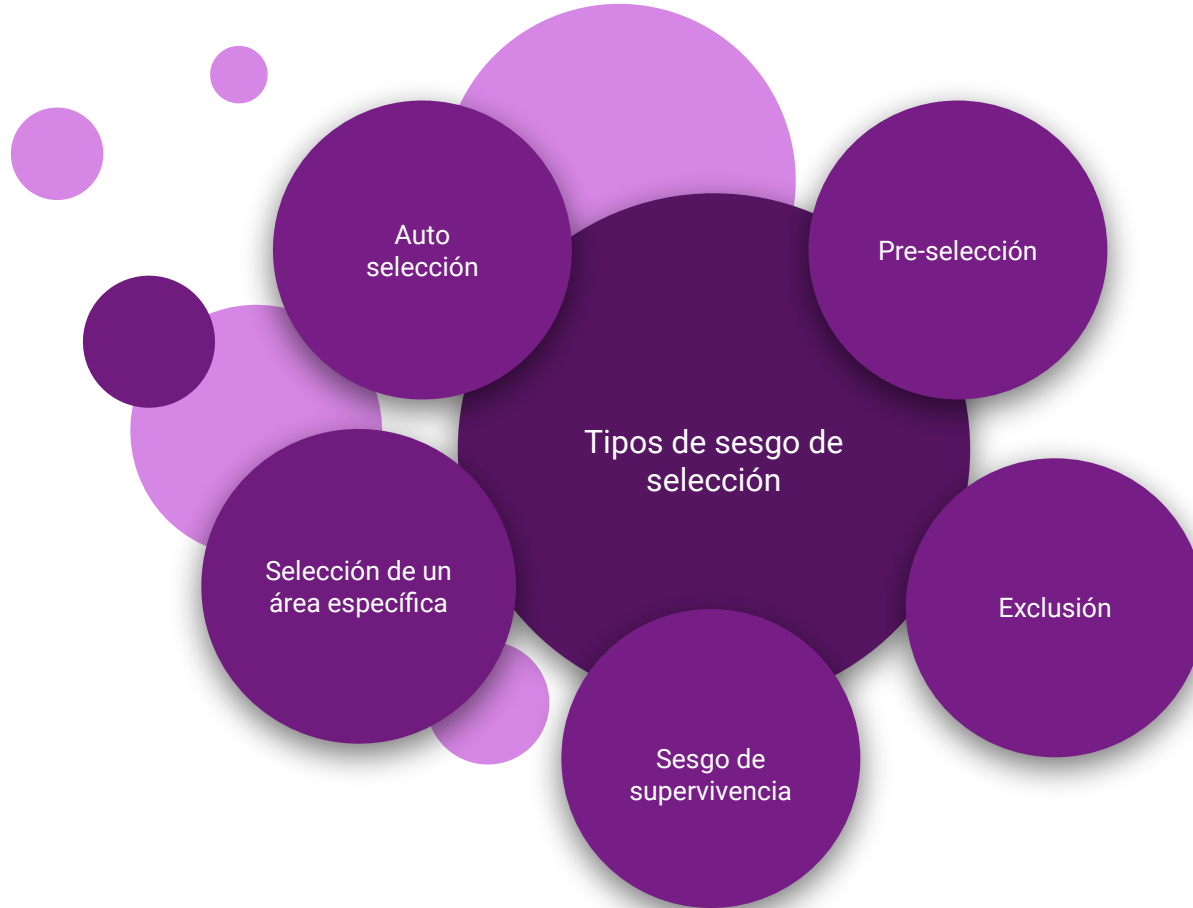 Auto
selección
Pre-selección
Tipos de sesgo de
selección
Selección de un
área específica
Exclusión
Sesgo de
supervivencia